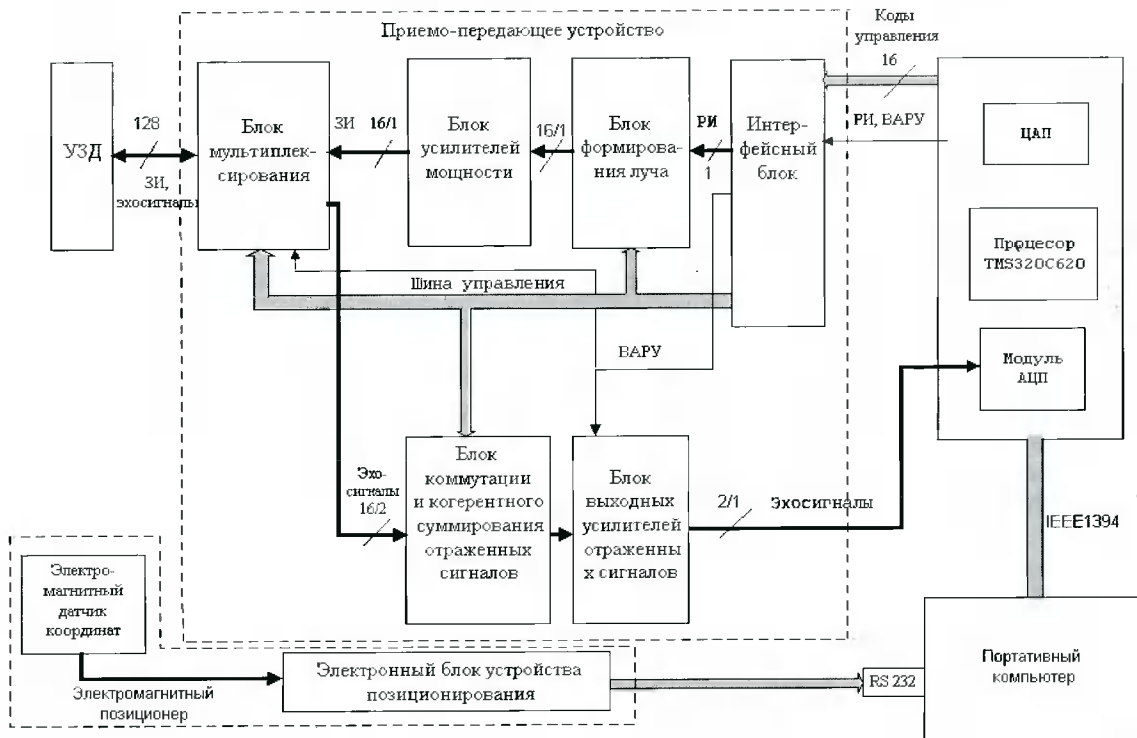 Приемо-передающее устройство
Коды
управления
16
УЗД
128
ЗИ,
эхосигналы
Блок
мультиплек-
сирования
ЗИ
16/1
Блок
усилителей
мощности
16/1
Блок
формирова-
ния луча
РИ
1
Интер-
фейсный
блок
РИ, ВАРУ
ЦАП
Процесор
TMS320C620
Модуль
АЦП
Шина управления
ВАРУ
Эхо-
сигналы
16/2
Блок
коммутации
и когерентного
суммирования
отраженных
сигналов
Блок
выходных
усилителей
отраженны
х сигналов
2/1
Эхосигналы
IEEE1394
Электро-
магнитный
датчик
координат
Электромагнитный
позиционер
Электронный блок устройства
позиционирования
RS 232
Портативный
компьютер